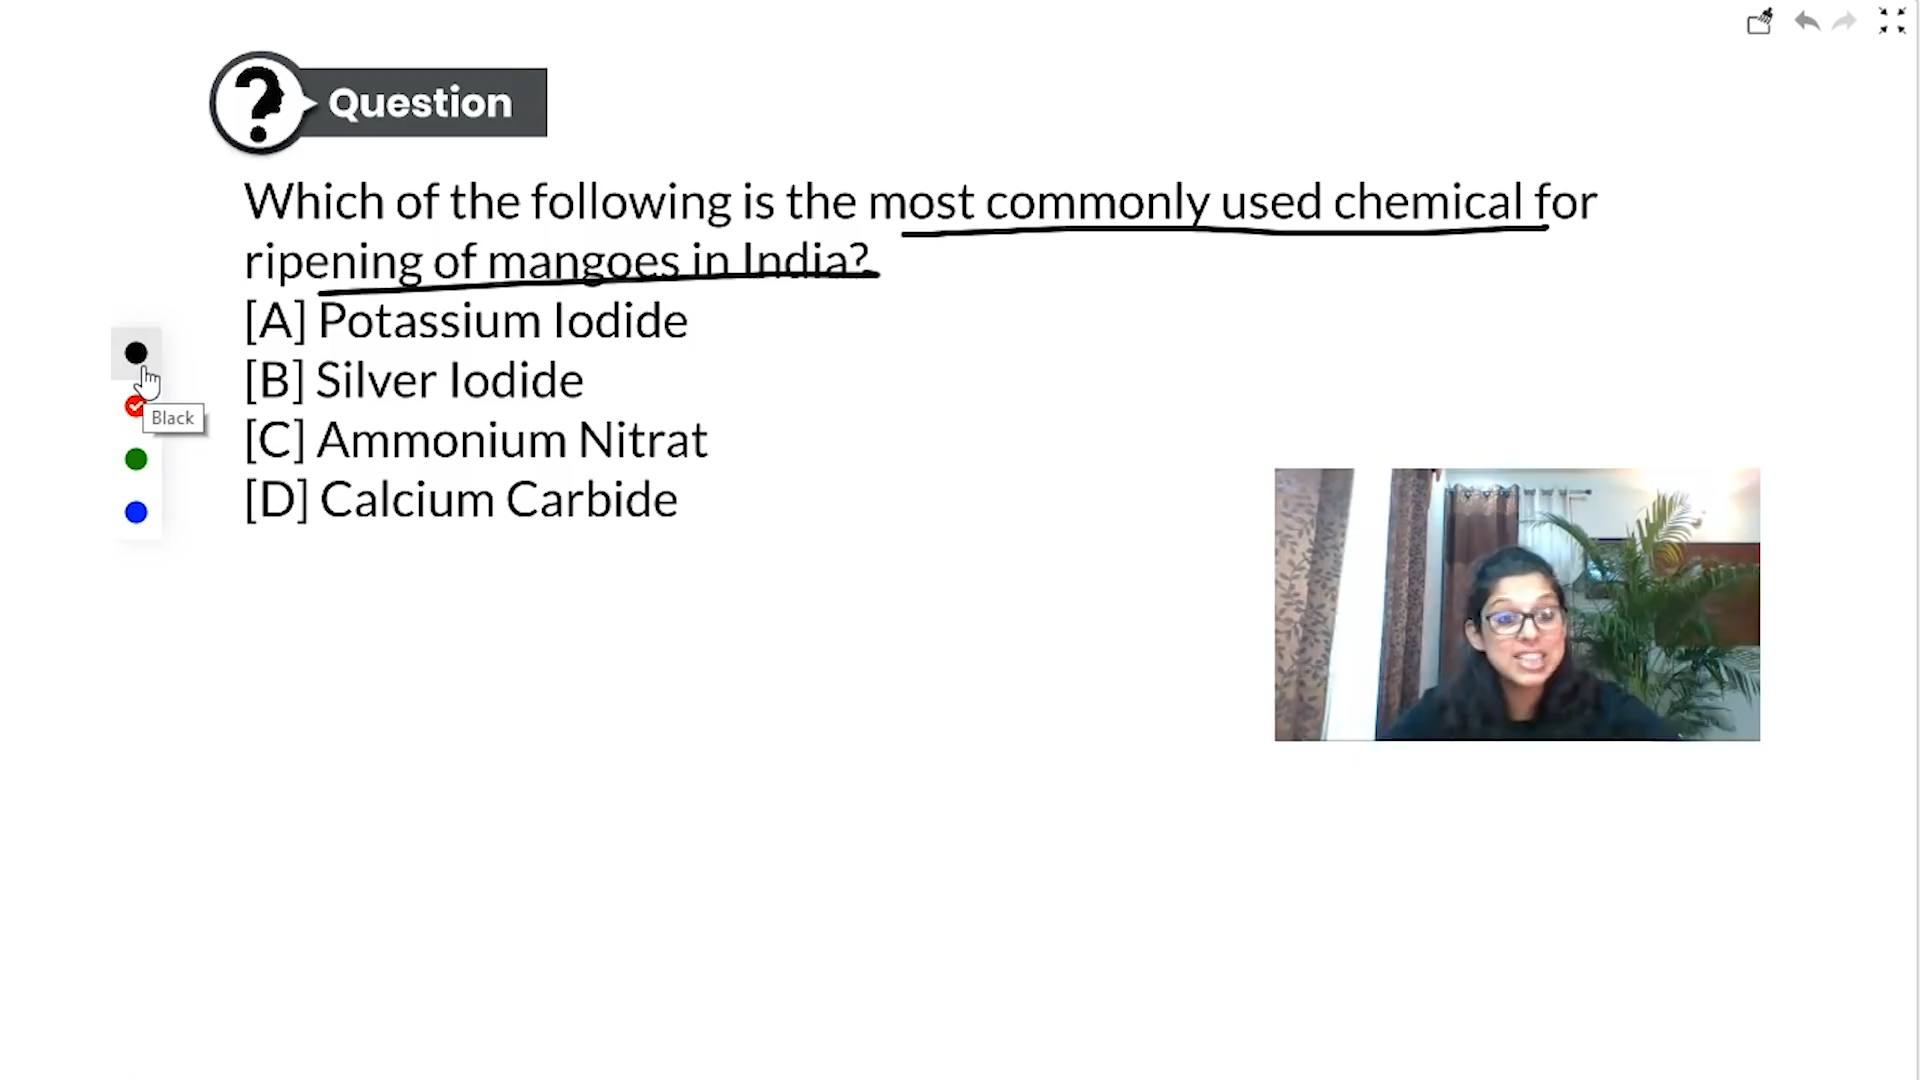 Question
Which of the following is the most commonly used chemical for
ripening of mangoes in India?
[A] Potassium Iodide
[B] Silver Iodide
[C] Ammonium Nitrat
[D] Calcium Carbide
Black